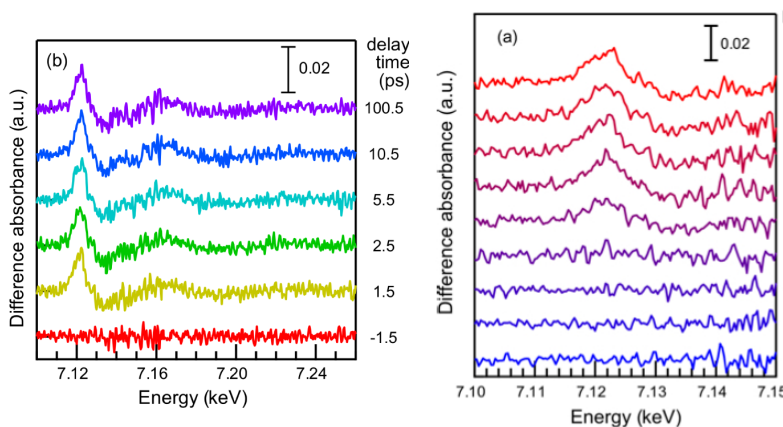 (b)
0.02
delay
time
(ps)
100.5
10.5
5.5
2.5
1.5
-1.5
Difference absorbance (a.u.)
7.12 7.16 7.20 7.24
Energy (keV)
(a)
0.02
Difference absorbance (a.u.)
7.10 7.11 7.12 7.13 7.14 7.15
Energy (keV)